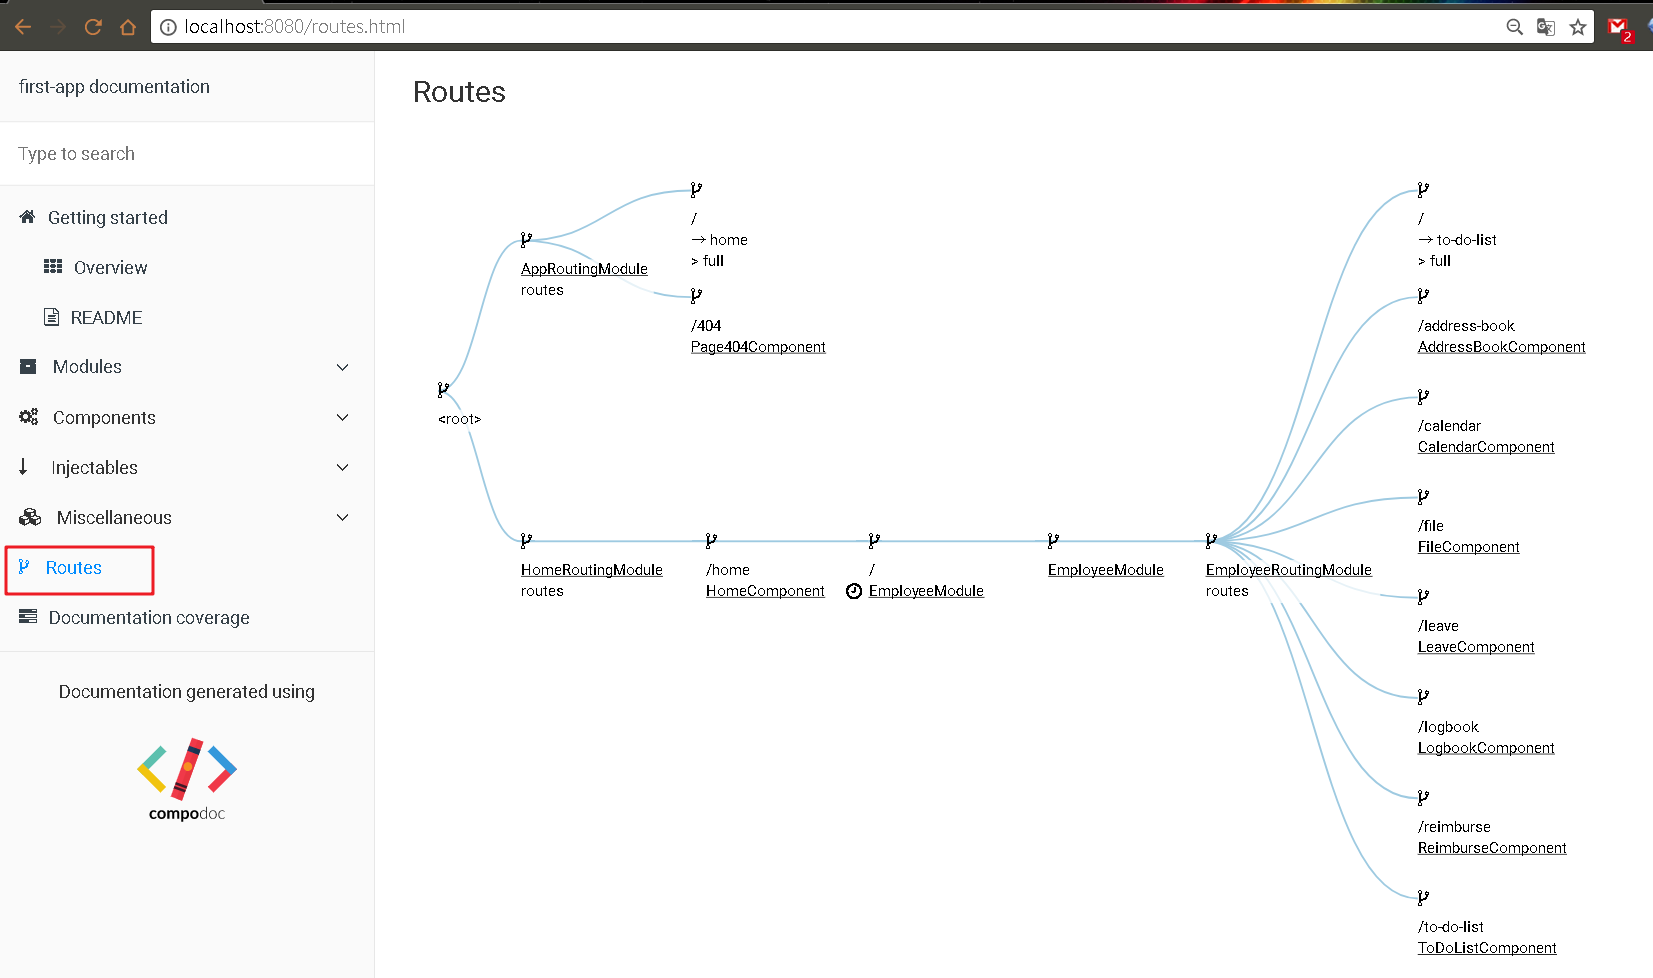 localhost:8080/routes.html
2
first-app documentation
Type to search
Getting started
Overview
README
Modules
Components
Injectables
Miscellaneous
Routes
Documentation coverage
Documentation generated using
compodoc
Routes
<root>
AppRoutingModule
routes
/
→ home
> full
/404
Page404Component
HomeRoutingModule
routes
/home
HomeComponent
/
EmployeeModule
EmployeeModule
EmployeeRoutingModule
routes
/
→ to-do-list
> full
/address-book
AddressBookComponent
/calendar
CalendarComponent
/file
FileComponent
/leave
LeaveComponent
/logbook
LogbookComponent
/reimburse
ReimburseComponent
/to-do-list
ToDoListComponent